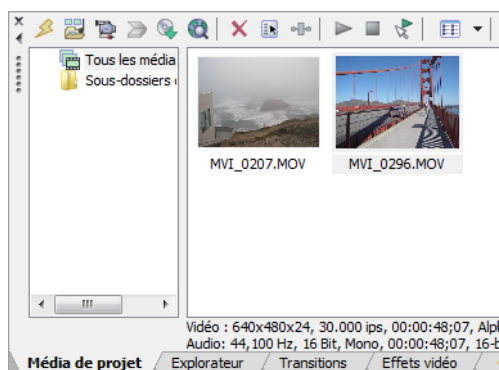 Tous les média
Sous-dossiers
MVI_0207.MOV
MVI_0296.MOV
Vidéo : 640x480x24, 30.000 ips, 00:00:48;07, Alp
Audio: 44,100 Hz, 16 Bit, Mono, 00:00:48;07, 16-b
Média de projet
Explorateur
Transitions
Effets vidéo